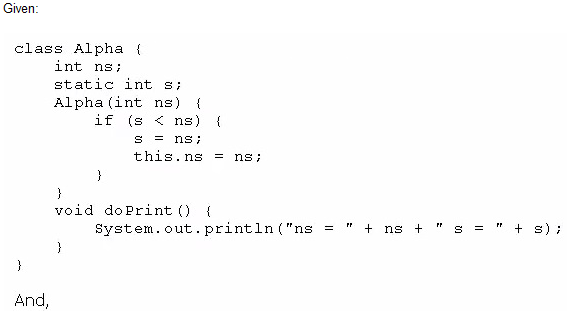 Given:
class Alpha {
int ns;
static int s;
Alpha(int ns) {
if (s < ns) {
s = ns;
this.ns = ns;
}
}
void doPrint() {
System.out.println("ns = " + ns + " s = " + s);
}
}
And,